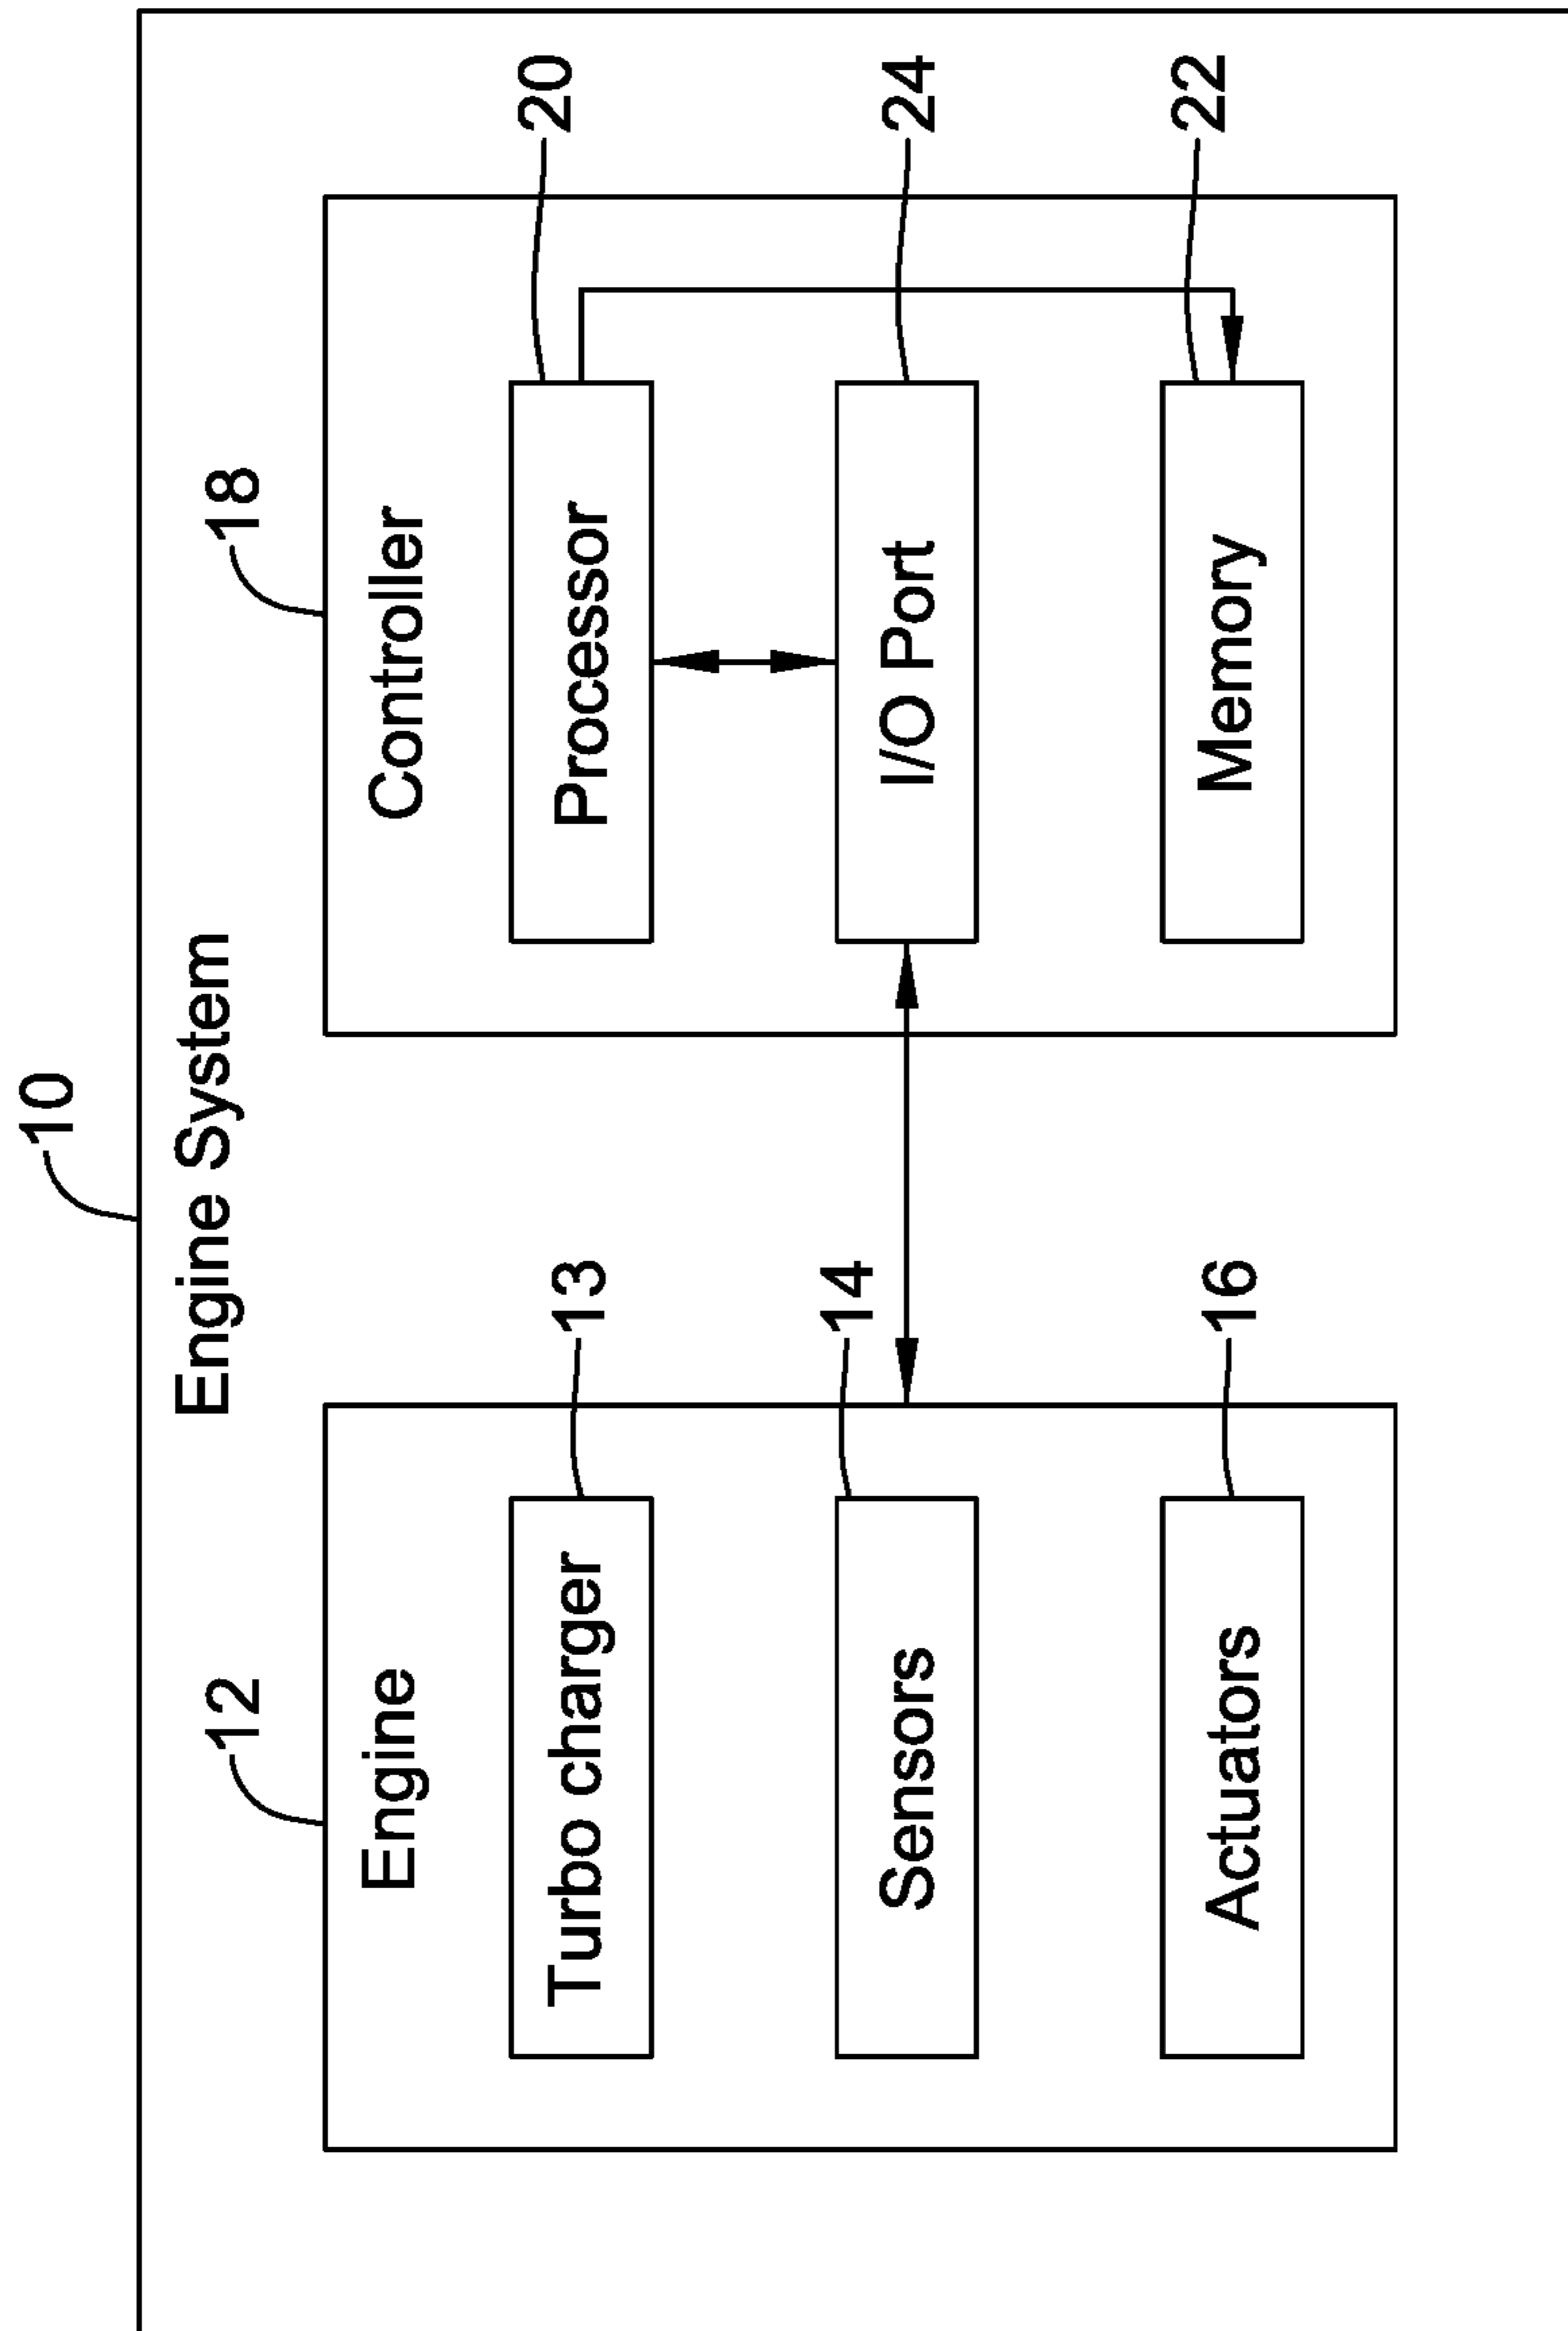 10
Engine System
12
Engine
13
Turbo charger
14
Sensors
16
Actuators
18
Controller
20
Processor
24
I/O Port
22
Memory